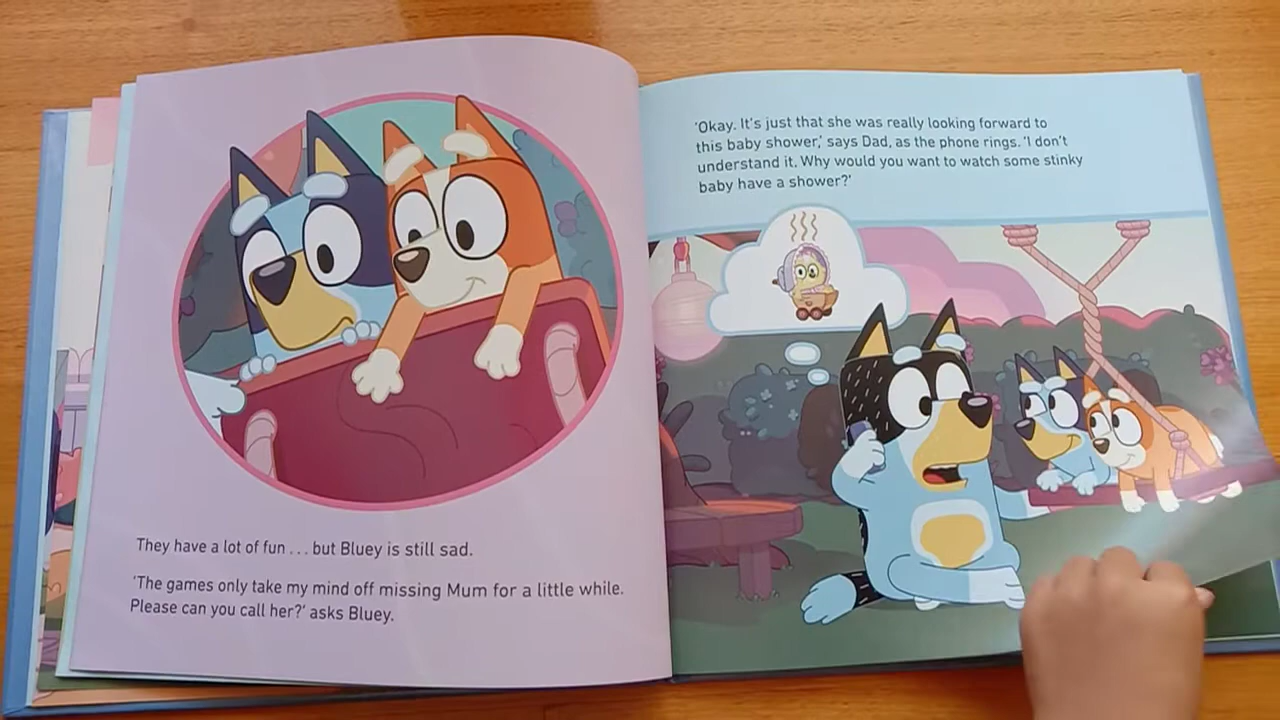 They have a lot of fun . . . but Bluey is still sad.
'The games only take my mind off missing Mum for a little while.
Please can you call her?' asks Bluey.
'Okay. It's just that she was really looking forward to
this baby shower,' says Dad, as the phone rings. 'I don't
understand it. Why would you want to watch some stinky
baby have a shower?'